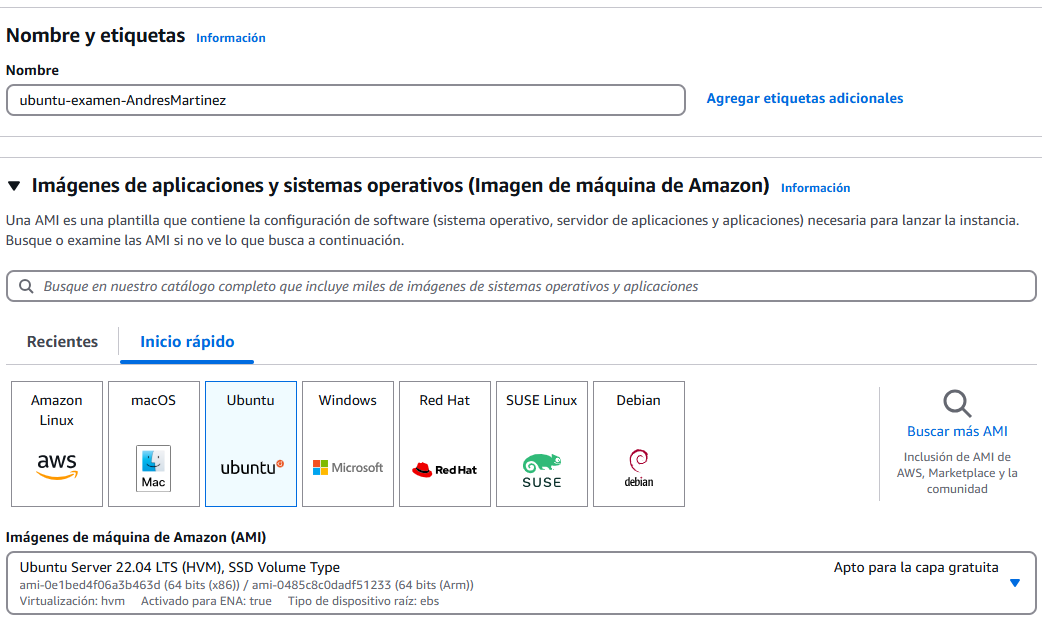 Nombre y etiquetas Información
Nombre
ubuntu-examen-AndresMartinez
Agregar etiquetas adicionales
Imágenes de aplicaciones y sistemas operativos (Imagen de máquina de Amazon) Información
Una AMI es una plantilla que contiene la configuración de software (sistema operativo, servidor de aplicaciones y aplicaciones) necesaria para lanzar la instancia.
Busque o examine las AMI si no ve lo que busca a continuación.
Busque en nuestro catálogo completo que incluye miles de imágenes de sistemas operativos y aplicaciones
Recientes
Inicio rápido
Amazon
Linux
aws
macOS
Mac
Ubuntu
ubuntu
Windows
Microsoft
Red Hat
RedHat
SUSE Linux
SUSE
Debian
debian
Buscar más AMI
Inclusión de AMI de
AWS, Marketplace y la
comunidad
Imágenes de máquina de Amazon (AMI)
Ubuntu Server 22.04 LTS (HVM), SSD Volume Type
Apto para la capa gratuita
ami-0e1bed4f06a3b463d (64 bits (x86)) / ami-0485c8c0dadf51233 (64 bits (Arm))
Virtualización: hvm Activado para ENA: true Tipo de dispositivo raíz: ebs